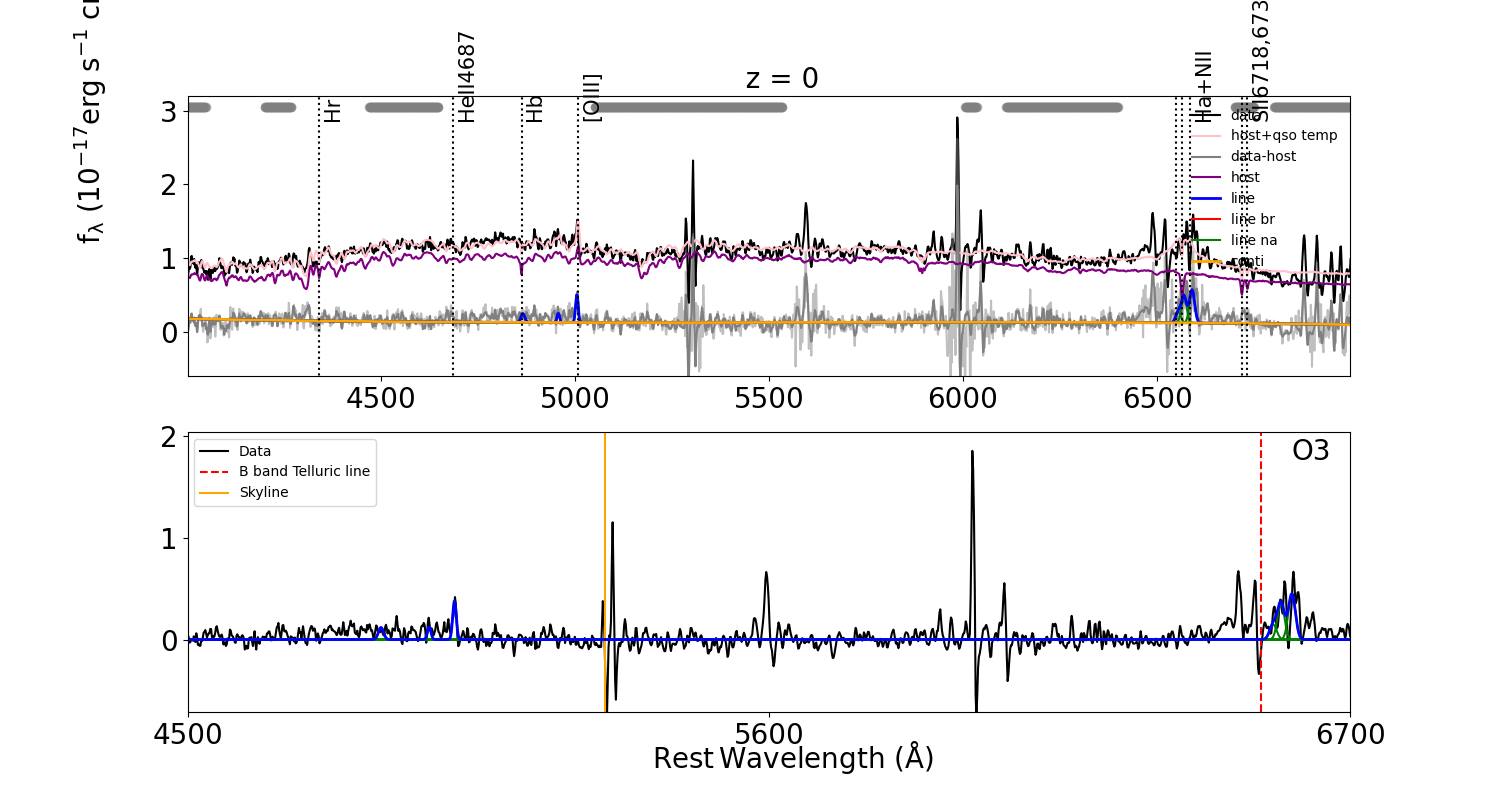 z = 0
fλ (10−17erg s−1
3
2
1
0
Hr
HeII4687
Hb
[OIII]
Ha+NII
SII6718,673
data
host+qso temp
data-host
host
line
line br
line na
conti
4500 5000 5500 6000 6500
O3
Data
B band Telluric line
Skyline
2
1
0
4500 5600 6700
Rest Wavelength (Å)